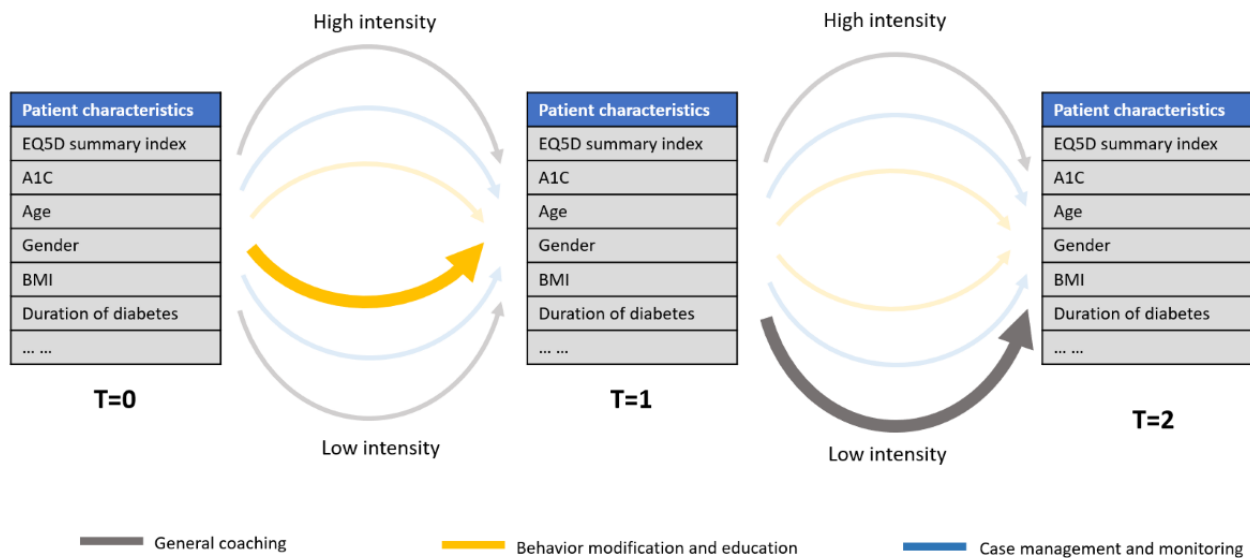 High intensity
High intensity
Patient characteristics
EQ5D summary index
A1C
Age
Gender
BMI
Duration of diabetes
... ...
T=0
Patient characteristics
EQ5D summary index
A1C
Age
Gender
BMI
Duration of diabetes
... ...
T=1
Patient characteristics
EQ5D summary index
A1C
Age
Gender
BMI
Duration of diabetes
... ...
T=2
Low intensity
Low intensity
General coaching
Behavior modification and education
Case management and monitoring